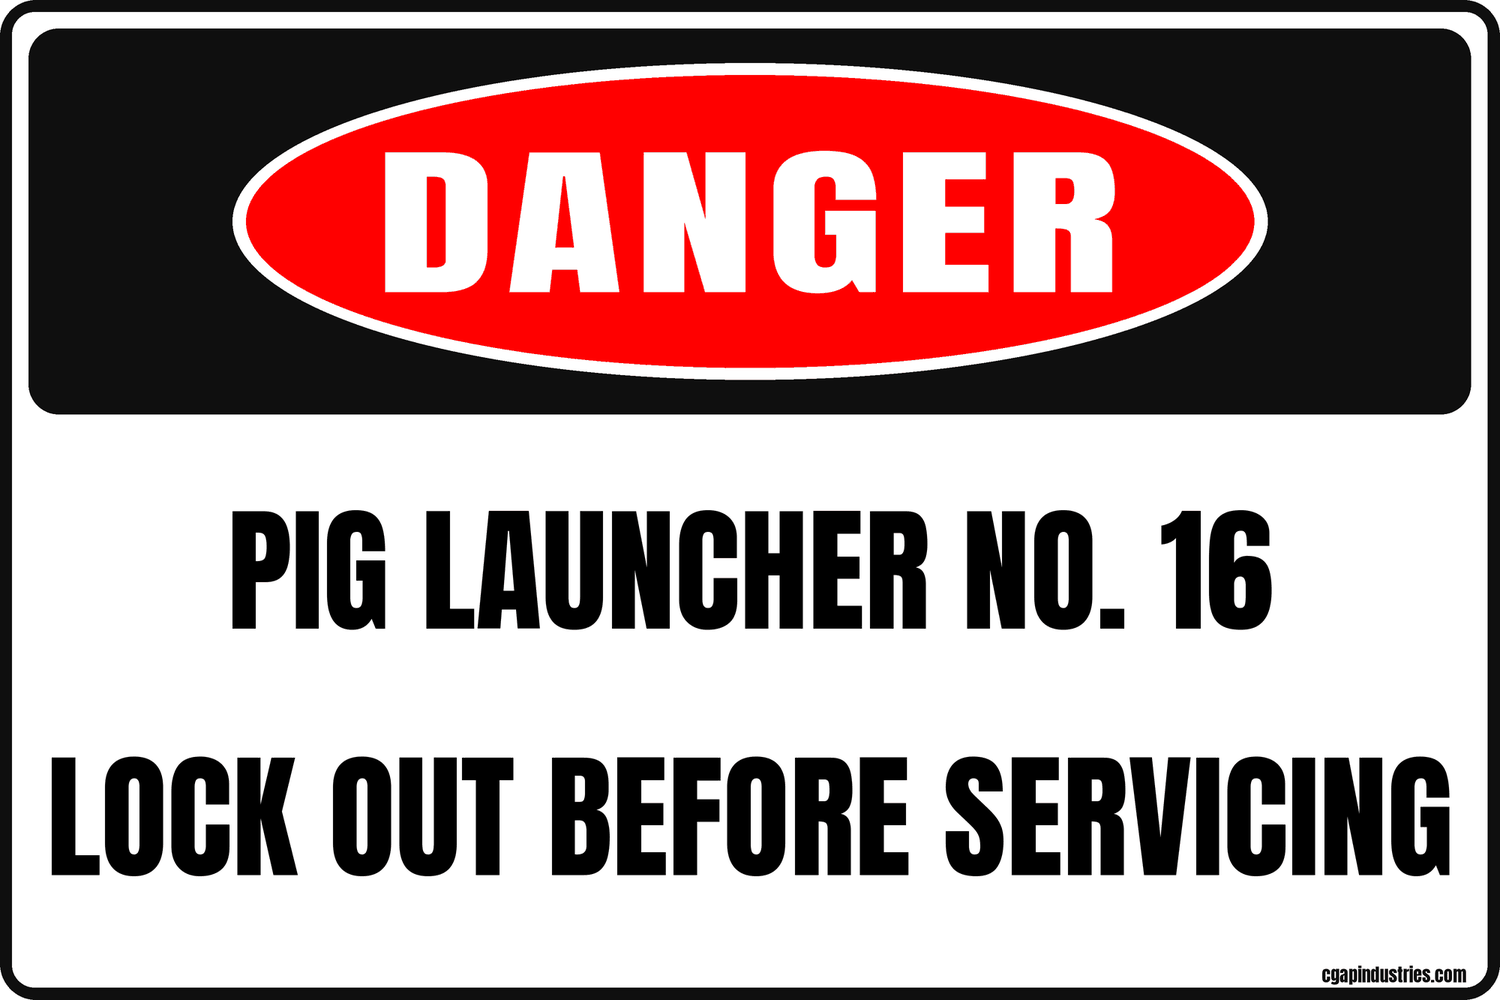 DANGER
PIG LAUNCHER NO. 16
LOCK OUT BEFORE SERVICING
cgapindustries.com